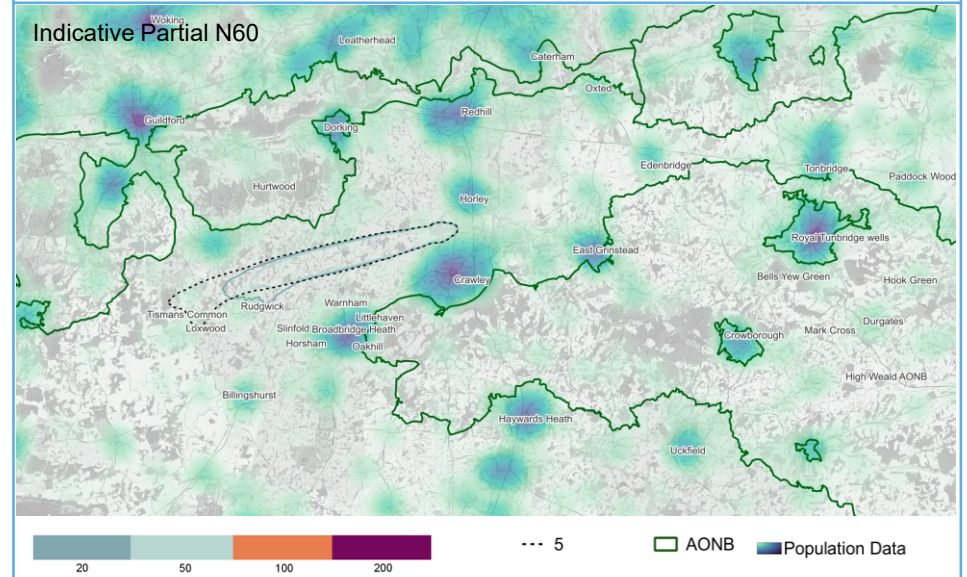 Indicative Partial N60
Woking
Leatherhead
Caterham
Oxted
Guildford
Redhill
Dorking
Edenbridge
Tonbridge
Paddock Wood
Hurtwood
Horley
Royal Tunbridge wells
East Grinstead
Crawley
Bells Yew Green
Hook Green
Tismans Common
Rudgwick
Warnham
Littlehaven
Loxwood
Slinfold
Broadbridge Heath
Horsham
Oakhill
Crowborough
Mark Cross
Durgates
High Weald AONB
Billingshurst
Haywards Heath
Uckfield
5
AONB
Population Data
20
50
100
200